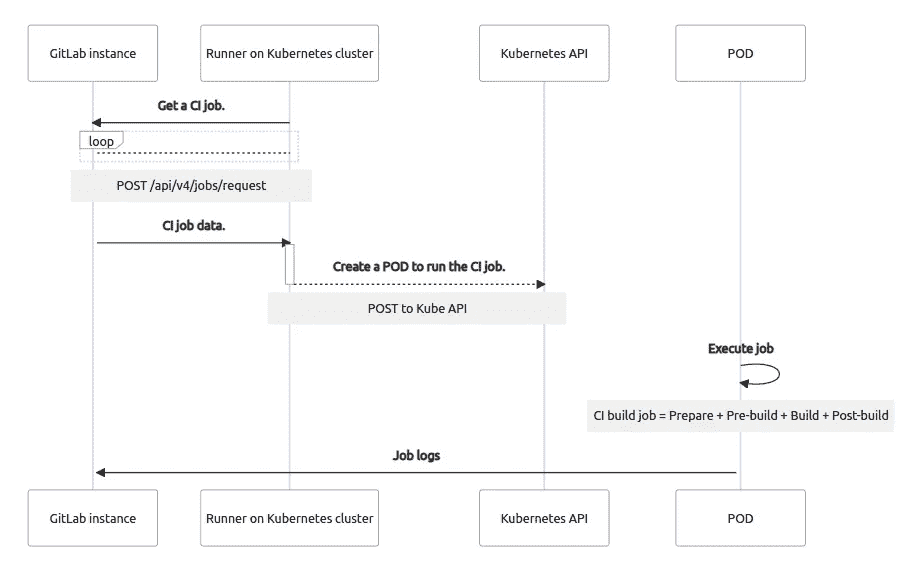 GitLab instance
Runner on Kubernetes cluster
Kubernetes API
POD
Get a CI job.
loop
POST /api/v4/jobs/request
CI job data.
Create a POD to run the CI job.
POST to Kube API
Execute job
CI build job = Prepare + Pre-build + Build + Post-build
Job logs
GitLab instance
Runner on Kubernetes cluster
Kubernetes API
POD